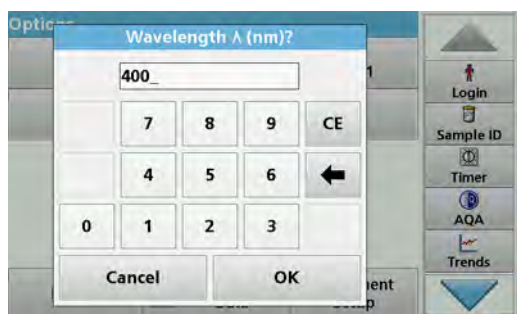 Options
Wavelength λ (nm)?
400_
7 8 9 CE
4 5 6
0 1 2 3
Cancel OK
Login
Sample ID
Timer
AQA
Trends